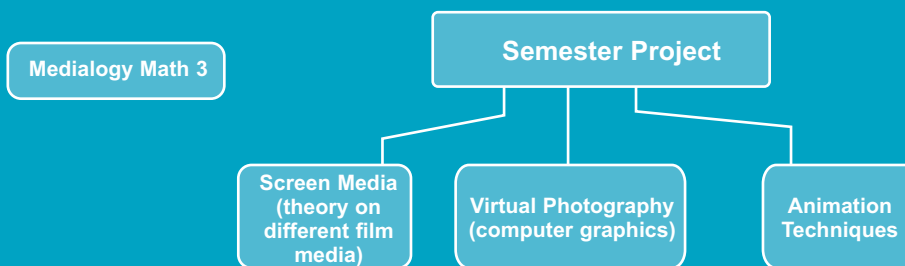 Semester Project
Medialogy Math 3
Screen Media
(theory on
different film
media)
Virtual Photography
(computer graphics)
Animation
Techniques